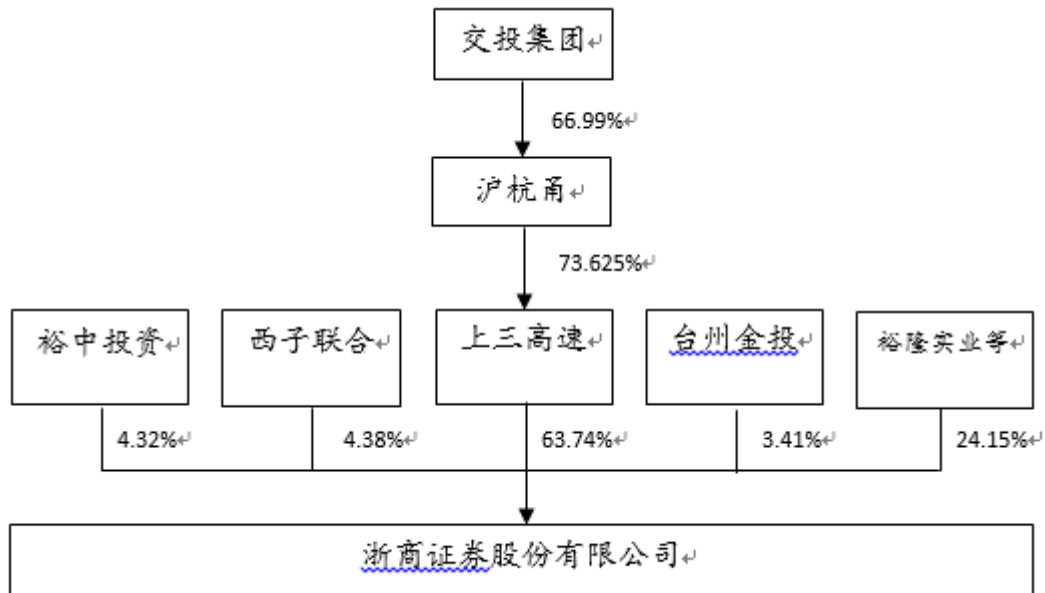 交投集团
66.99%
沪杭甬
73.625%
裕中投资
西子联合
上三高速
台州金投
裕隆实业等
4.32%
4.38%
63.74%
3.41%
24.15%
浙商证券股份有限公司